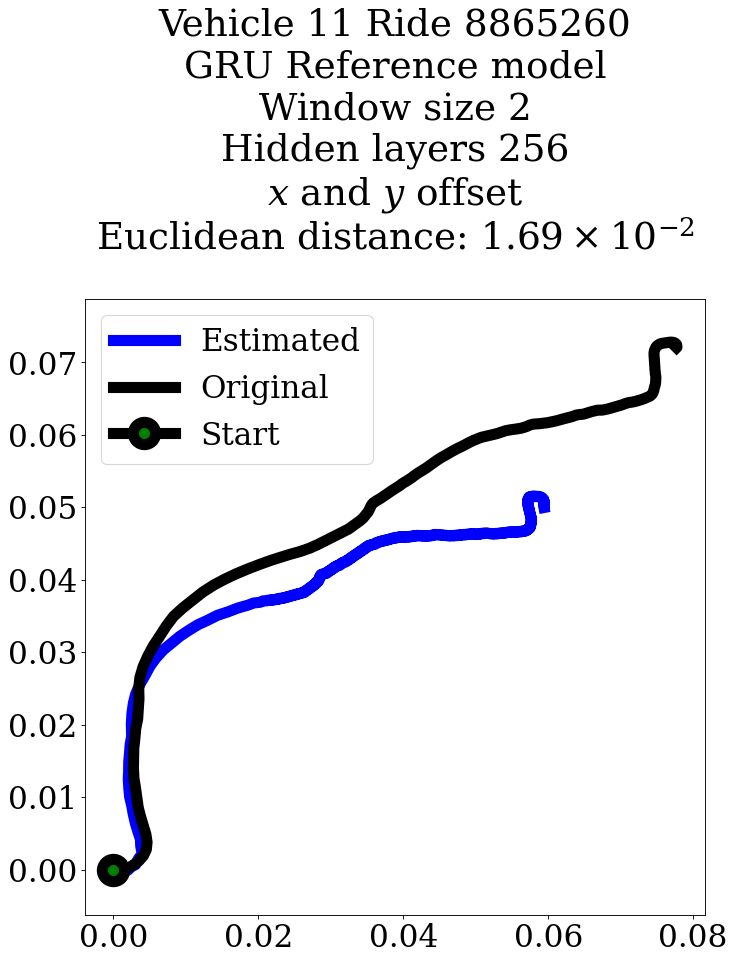 Vehicle 11 Ride 8865260
GRU Reference model
Window size 2
Hidden layers 256
x and y offset
Euclidean distance: 1.69 × 10⁻²
Estimated
Original
Start
0.07
0.06
0.05
0.04
0.03
0.02
0.01
0.00
0.00 0.02 0.04 0.06 0.08